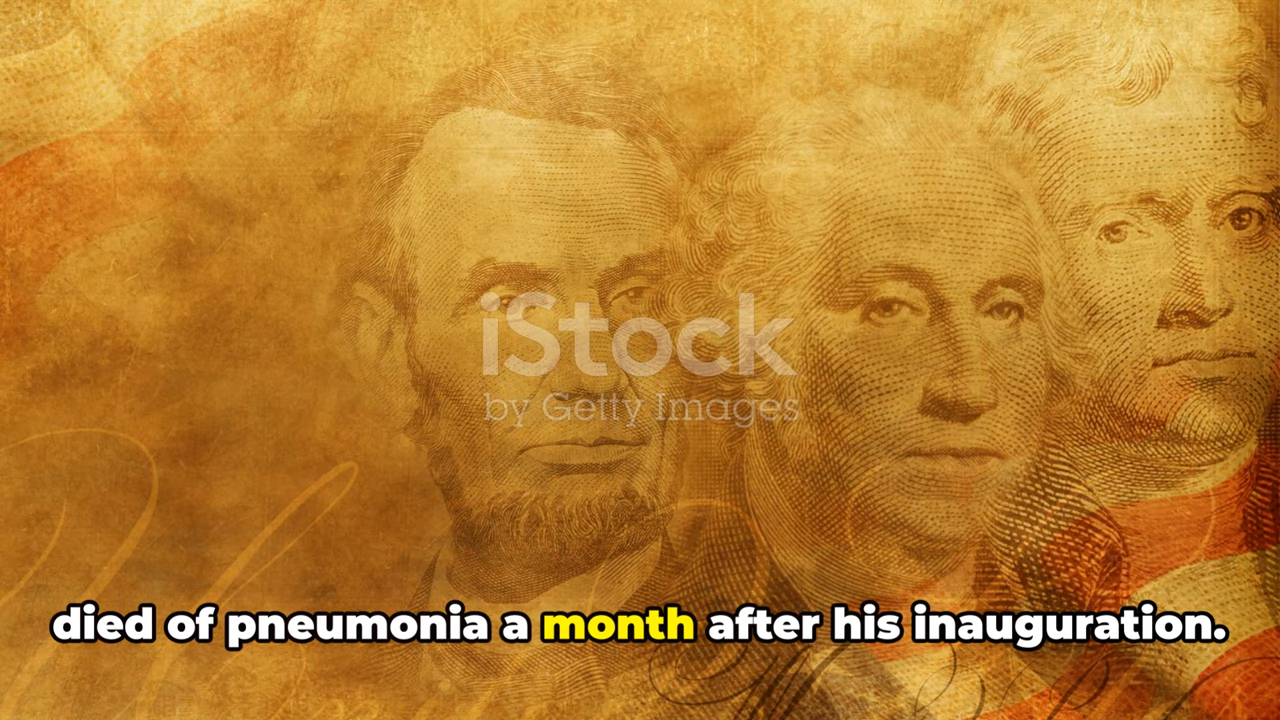 iStock
by Getty Images
died of pneumonia a month after his inauguration.